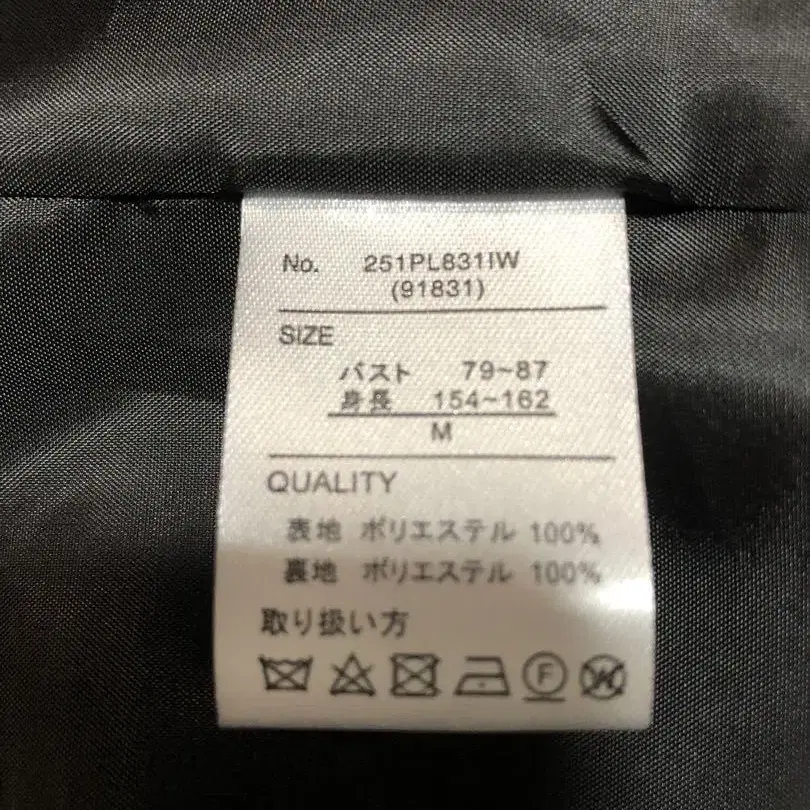 No. 251PL831IW
(91831)
SIZE
バスト 79~87
身長 154~162
M
QUALITY
表地 ポリエステル 100%
裏地 ポリエステル 100%
取り扱い方
F W